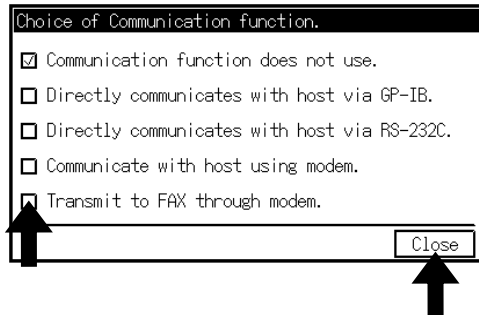 Choice of Communication function.
Communication function does not use.
Directly communicates with host via GP-IB.
Directly communicates with host via RS-232C.
Communicate with host using modem.
Transmit to FAX through modem.
Close